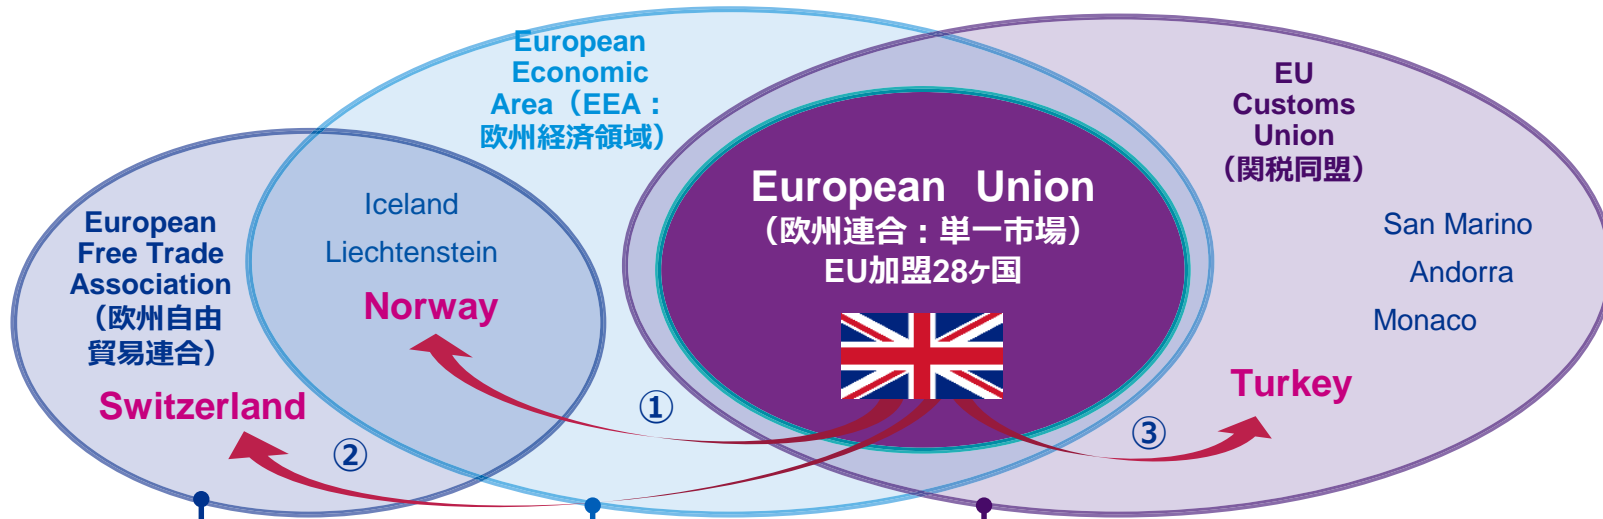 European
Economic
Area（EEA：
欧州経済領域）
EU
Customs
Union
（関税同盟）
European Union
（欧州連合：単一市場）
EU加盟28ヶ国
European
Free Trade
Association
（欧州自由
貿易連合）
Iceland
Liechtenstein
Norway
Switzerland
San Marino
Andorra
Monaco
Turkey
①
②
③